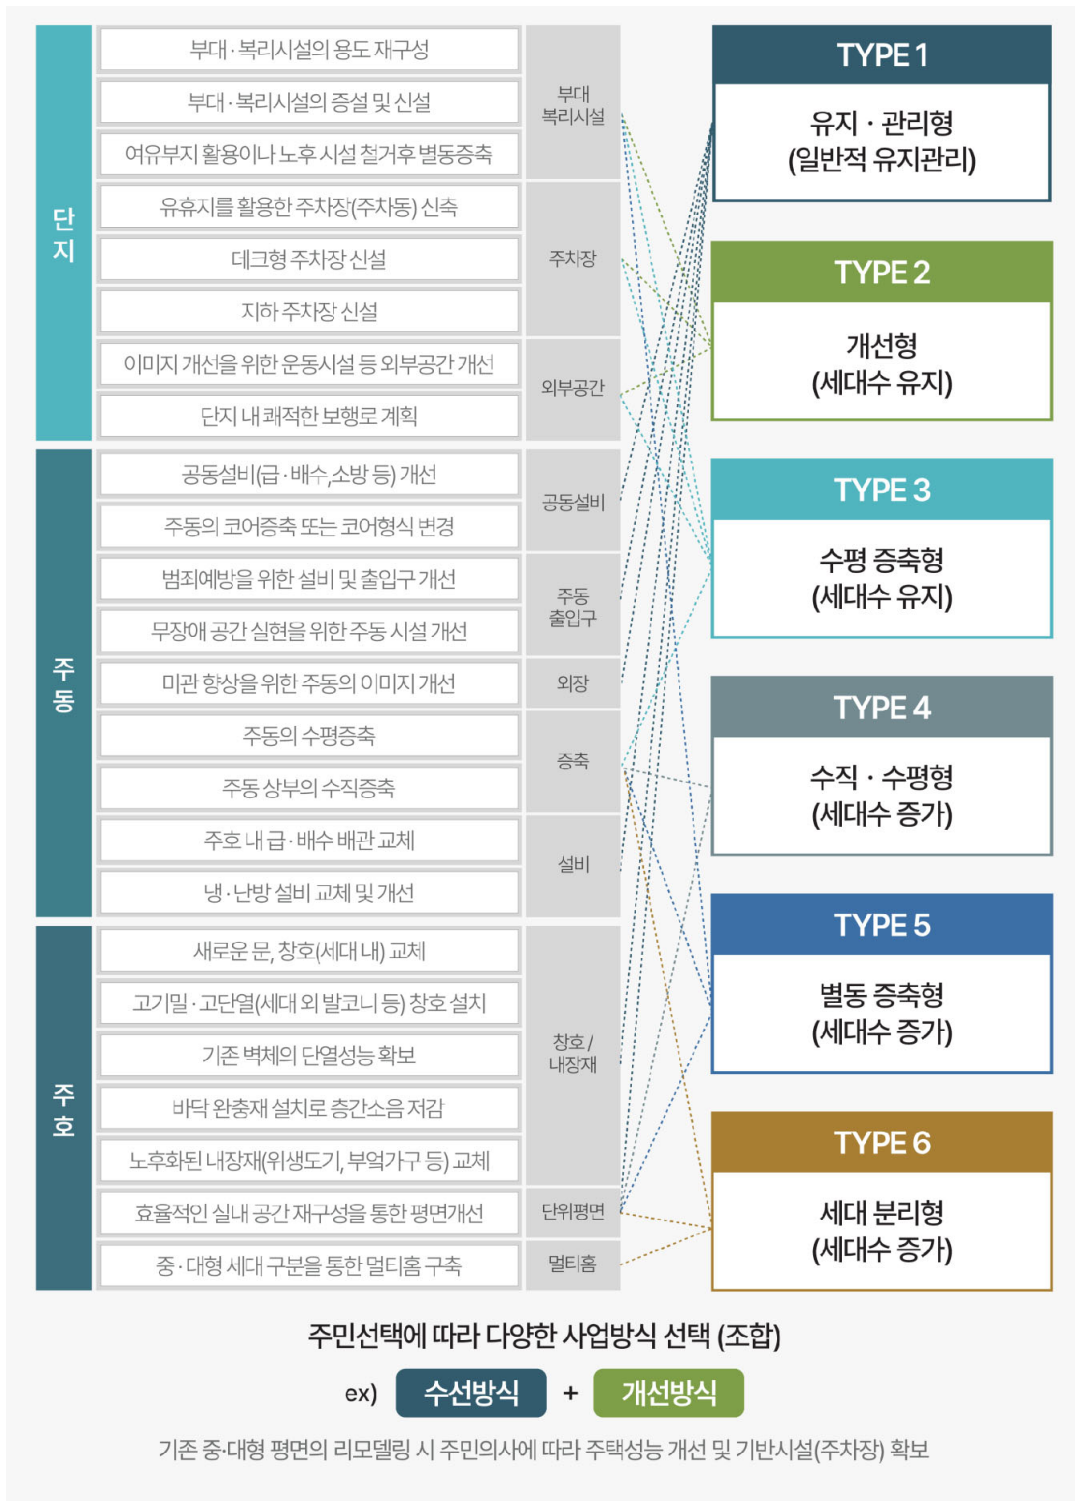 단지
부대·복리시설의 용도 재구성
부대·복리시설의 증설 및 신설
여유부지 활용이나 노후 시설 철거후 별동증축
부대
복리시설
유휴지를 활용한 주차장(주차동) 신축
데크형 주차장 신설
지하 주차장 신설
주차장
이미지 개선을 위한 운동시설 등 외부공간 개선
단지 내 쾌적한 보행로 계획
외부공간
주동
공동설비(급·배수,소방 등) 개선
주동의 코어증축 또는 코어형식 변경
공동설비
범죄예방을 위한 설비 및 출입구 개선
무장애 공간 실현을 위한 주동 시설 개선
주동
출입구
미관 향상을 위한 주동의 이미지 개선
외장
주동의 수평증축
주동 상부의 수직증축
증축
주호 내 급·배수 배관 교체
냉·난방 설비 교체 및 개선
설비
주호
새로운 문, 창호(세대 내) 교체
고기밀·고단열(세대 외 발코니 등) 창호 설치
기존 벽체의 단열성능 확보
바닥 완충재 설치로 층간소음 저감
노후화된 내장재(위생도기, 부엌가구 등) 교체
창호 /
내장재
효율적인 실내 공간 재구성을 통한 평면개선
단위평면
중·대형 세대 구분을 통한 멀티홈 구축
멀티홈
TYPE 1
유지·관리형
(일반적 유지관리)
TYPE 2
개선형
(세대수 유지)
TYPE 3
수평 증축형
(세대수 유지)
TYPE 4
수직·수평형
(세대수 증가)
TYPE 5
별동 증축형
(세대수 증가)
TYPE 6
세대 분리형
(세대수 증가)
주민선택에 따라 다양한 사업방식 선택 (조합)
ex) 수선방식 + 개선방식
기존 중·대형 평면의 리모델링 시 주민의사에 따라 주택성능 개선 및 기반시설(주차장) 확보